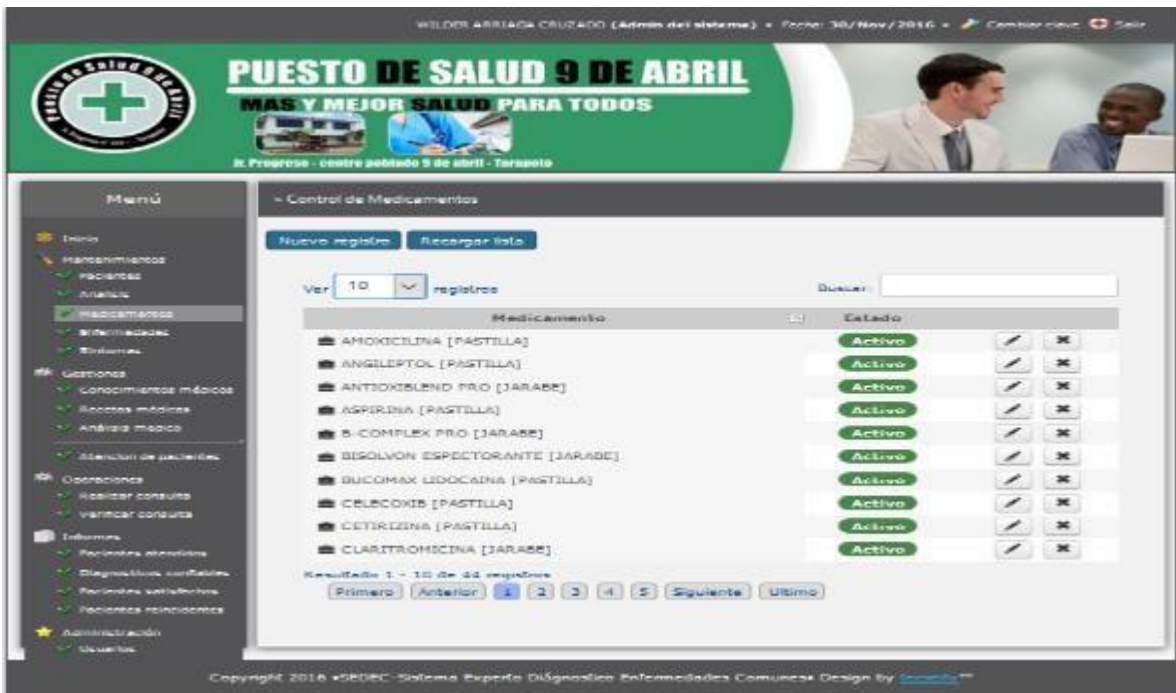 WILDER ARRIAGA CRUZADO (Admin del sistema) • Fecha: 30/Nov/2016 • Cambiar clave Salir
Puesto de Salud 9 de Abril
PUESTO DE SALUD 9 DE ABRIL
MAS Y MEJOR SALUD PARA TODOS
Jr. Progreso - centro poblado 9 de abril - Tarapoto
Menú
Inicio
Mantenimientos
Pacientes
Analisis
Medicamentos
Enfermedades
Sintomas
Gestiones
Conocimientos médicos
Recetas médicas
Análisis medico
Atencion de pacientes
Operaciones
Realizar consulta
Verificar consulta
Informes
Pacientes atendidos
Diagnosticos confiables
Pacientes satisfechos
Pacientes reincidentes
Administración
Usuarios
» Control de Medicamentos
Nuevo registro Recargar lista
Ver 10 registros Buscar:
Medicamento Estado
AMOXICILINA [PASTILLA] Activo
ANGILEPTOL [PASTILLA] Activo
ANTIOXIBLEND PRO [JARABE] Activo
ASPIRINA [PASTILLA] Activo
B-COMPLEX PRO [JARABE] Activo
BISOLVON ESPECTORANTE [JARABE] Activo
BUCOMAX LIDOCAINA [PASTILLA] Activo
CELECOXIB [PASTILLA] Activo
CETIRIZINA [PASTILLA] Activo
CLARITROMICINA [JARABE] Activo
Resultado 1 - 10 de 44 registros
Primero Anterior 1 2 3 4 5 Siguiente Ultimo
Copyright 2016 •SEDEC-Sistema Experto Diágnostico Enfermedades Comunes• Design by